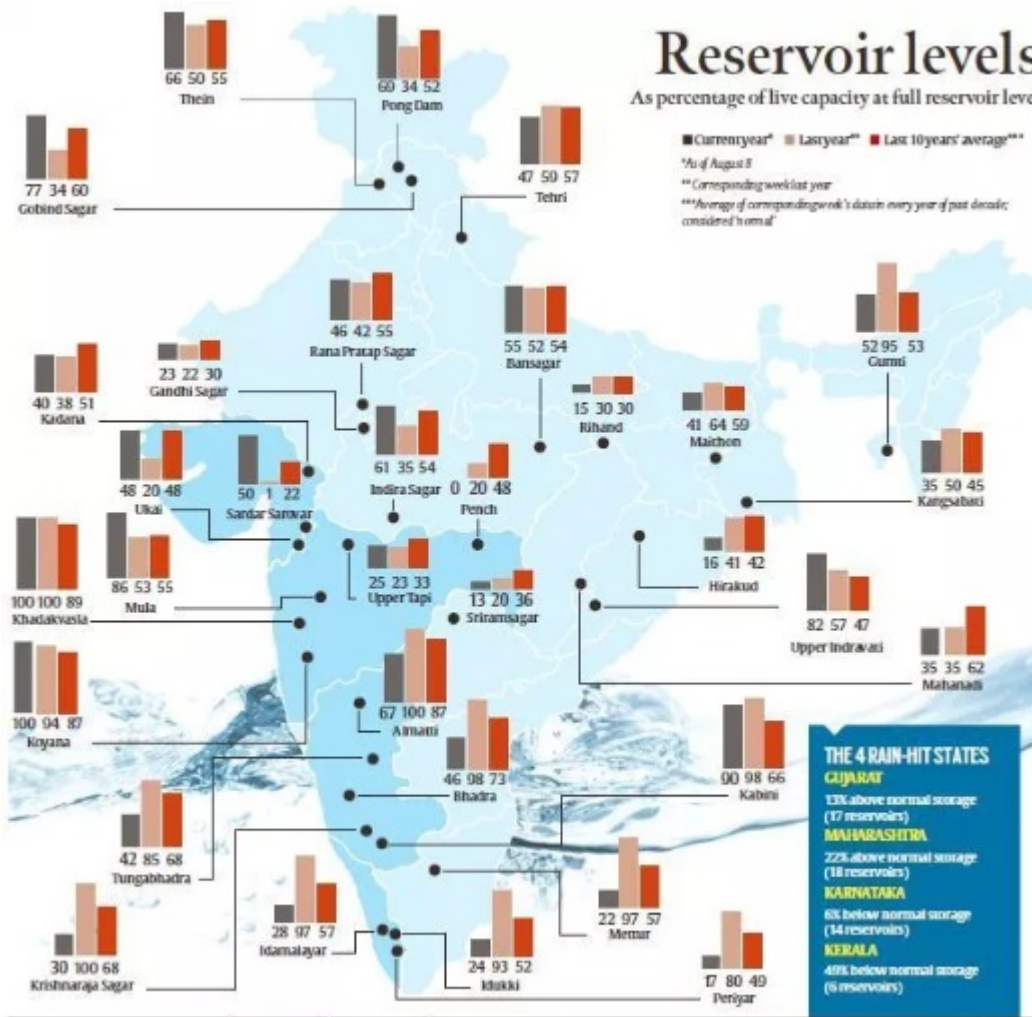 Reservoir levels
As percentage of live capacity at full reservoir leve
Current year* Last year** Last 10 years' average***
*As of August 8
**Corresponding week last year
***Average of corresponding week's data in every year of past decade;
considered 'normal'
66 50 55
Thein
69 34 52
Pong Dam
77 34 60
Gobind Sagar
47 59 57
Tehri
46 42 55
Rana Pratap Sagar
55 52 54
Bansagar
52 95 53
Gumti
23 22 30
Gandhi Sagar
40 38 51
Kadana
15 30 30
Rihand
41 64 59
Maithon
61 35 54
Indira Sagar
0 20 48
Pench
35 50 45
Kangsabati
48 20 48
Ukai
50 1 22
Sardar Sarovar
100 100 89
Khadakvasla
86 53 55
Mula
25 23 33
Upper Tapi
13 20 36
Sriramsagar
16 41 42
Hirakud
82 57 47
Upper Indravati
35 35 62
Mahanadi
100 94 87
Koyana
67 100 87
Almatti
46 98 73
Bhadra
98 66
Kabini
42 85 68
Tungabhadra
30 100 68
Krishnaraja Sagar
28 97 57
Idamalayar
24 93 52
Idukki
22 97 57
Mettur
17 80 49
Periyar
THE 4 RAIN-HIT STATES
GUJARAT
13% above normal storage
(17 reservoirs)
MAHARASHTRA
22% above normal storage
(18 reservoirs)
KARNATAKA
6% below normal storage
(14 reservoirs)
KERALA
49% below normal storage
(6 reservoirs)